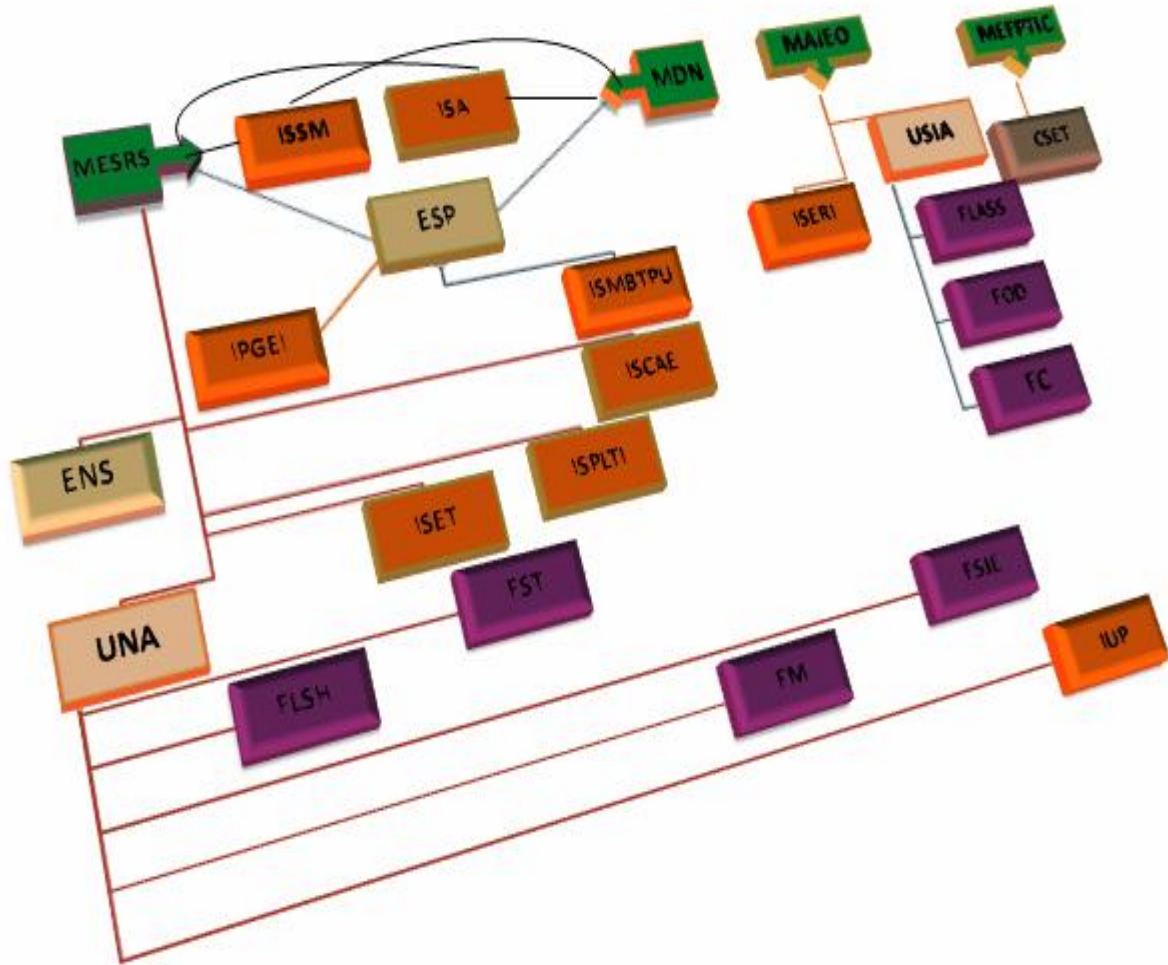 MAIEO
MEFPTIC
MDN
ISA
ISSM
MESRS
USIA
CSET
ESP
ISERI
FLASS
ISMBTPU
FOD
IPGEI
ISCAE
FC
ENS
ISPLTI
ISET
FST
FSJE
UNA
IUP
FLSH
FM